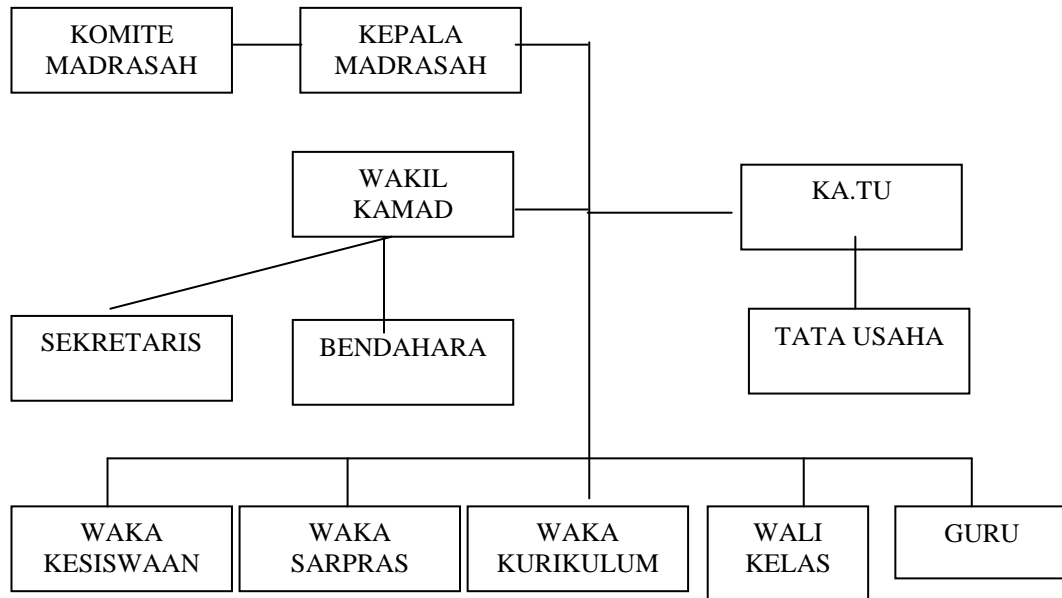 KOMITE
MADRASAH
KEPALA
MADRASAH
WAKIL
KAMAD
KA.TU
SEKRETARIS
BENDAHARA
TATA USAHA
WAKA
KESISWAAN
WAKA
SARPRAS
WAKA
KURIKULUM
WALI
KELAS
GURU